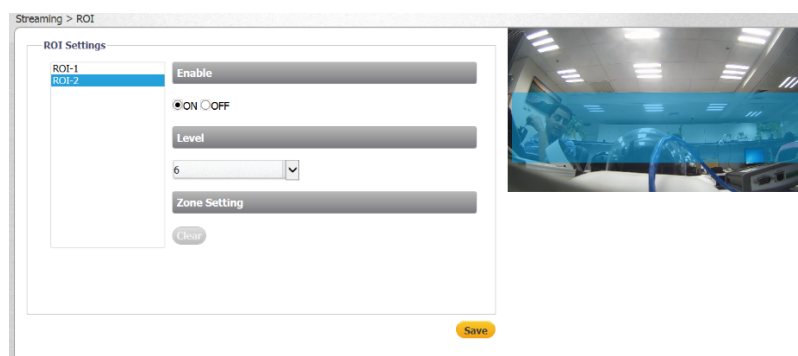 Streaming > ROI
ROI Settings
ROI-1
ROI-2
Enable
ON OFF
Level
6
Zone Setting
Clear
Save